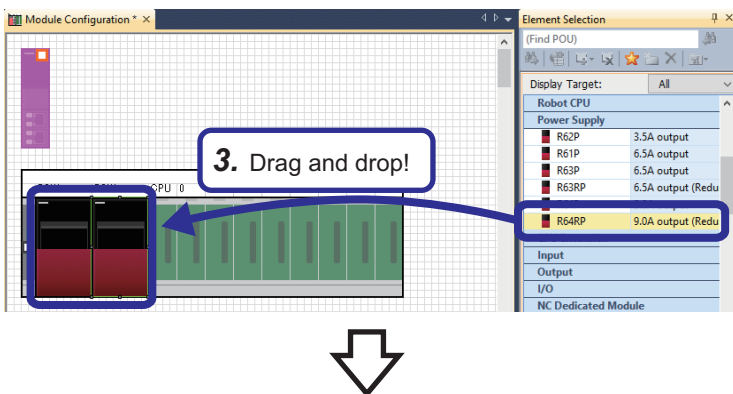 Module Configuration *
Element Selection
(Find POU)
Display Target: All
Robot CPU
Power Supply
R62P 3.5A output
R61P 6.5A output
R63P 6.5A output
R63RP 6.5A output (Redu
R64RP 9.0A output (Redu
Input
Output
I/O
NC Dedicated Module
3. Drag and drop!
CPU 0